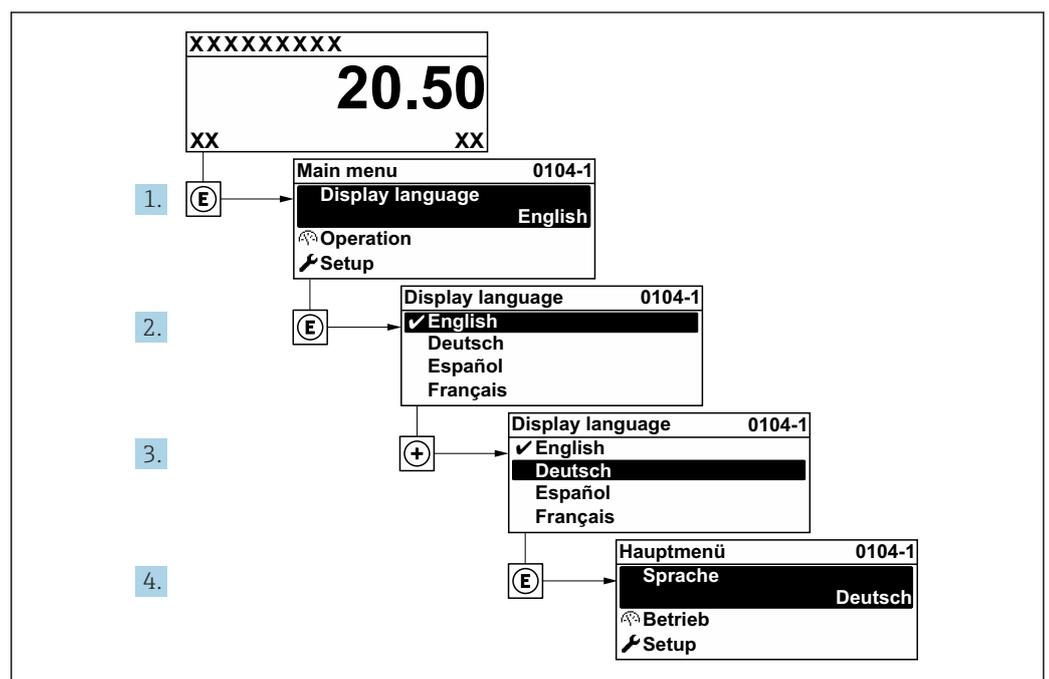 XXXXXXXXX
20.50
XX XX
1. E
Main menu 0104-1
Display language
English
Operation
Setup
2. E
Display language 0104-1
✔ English
Deutsch
Español
Français
3. +
Display language 0104-1
✔ English
Deutsch
Español
Français
4. E
Hauptmenü 0104-1
Sprache
Deutsch
Betrieb
Setup